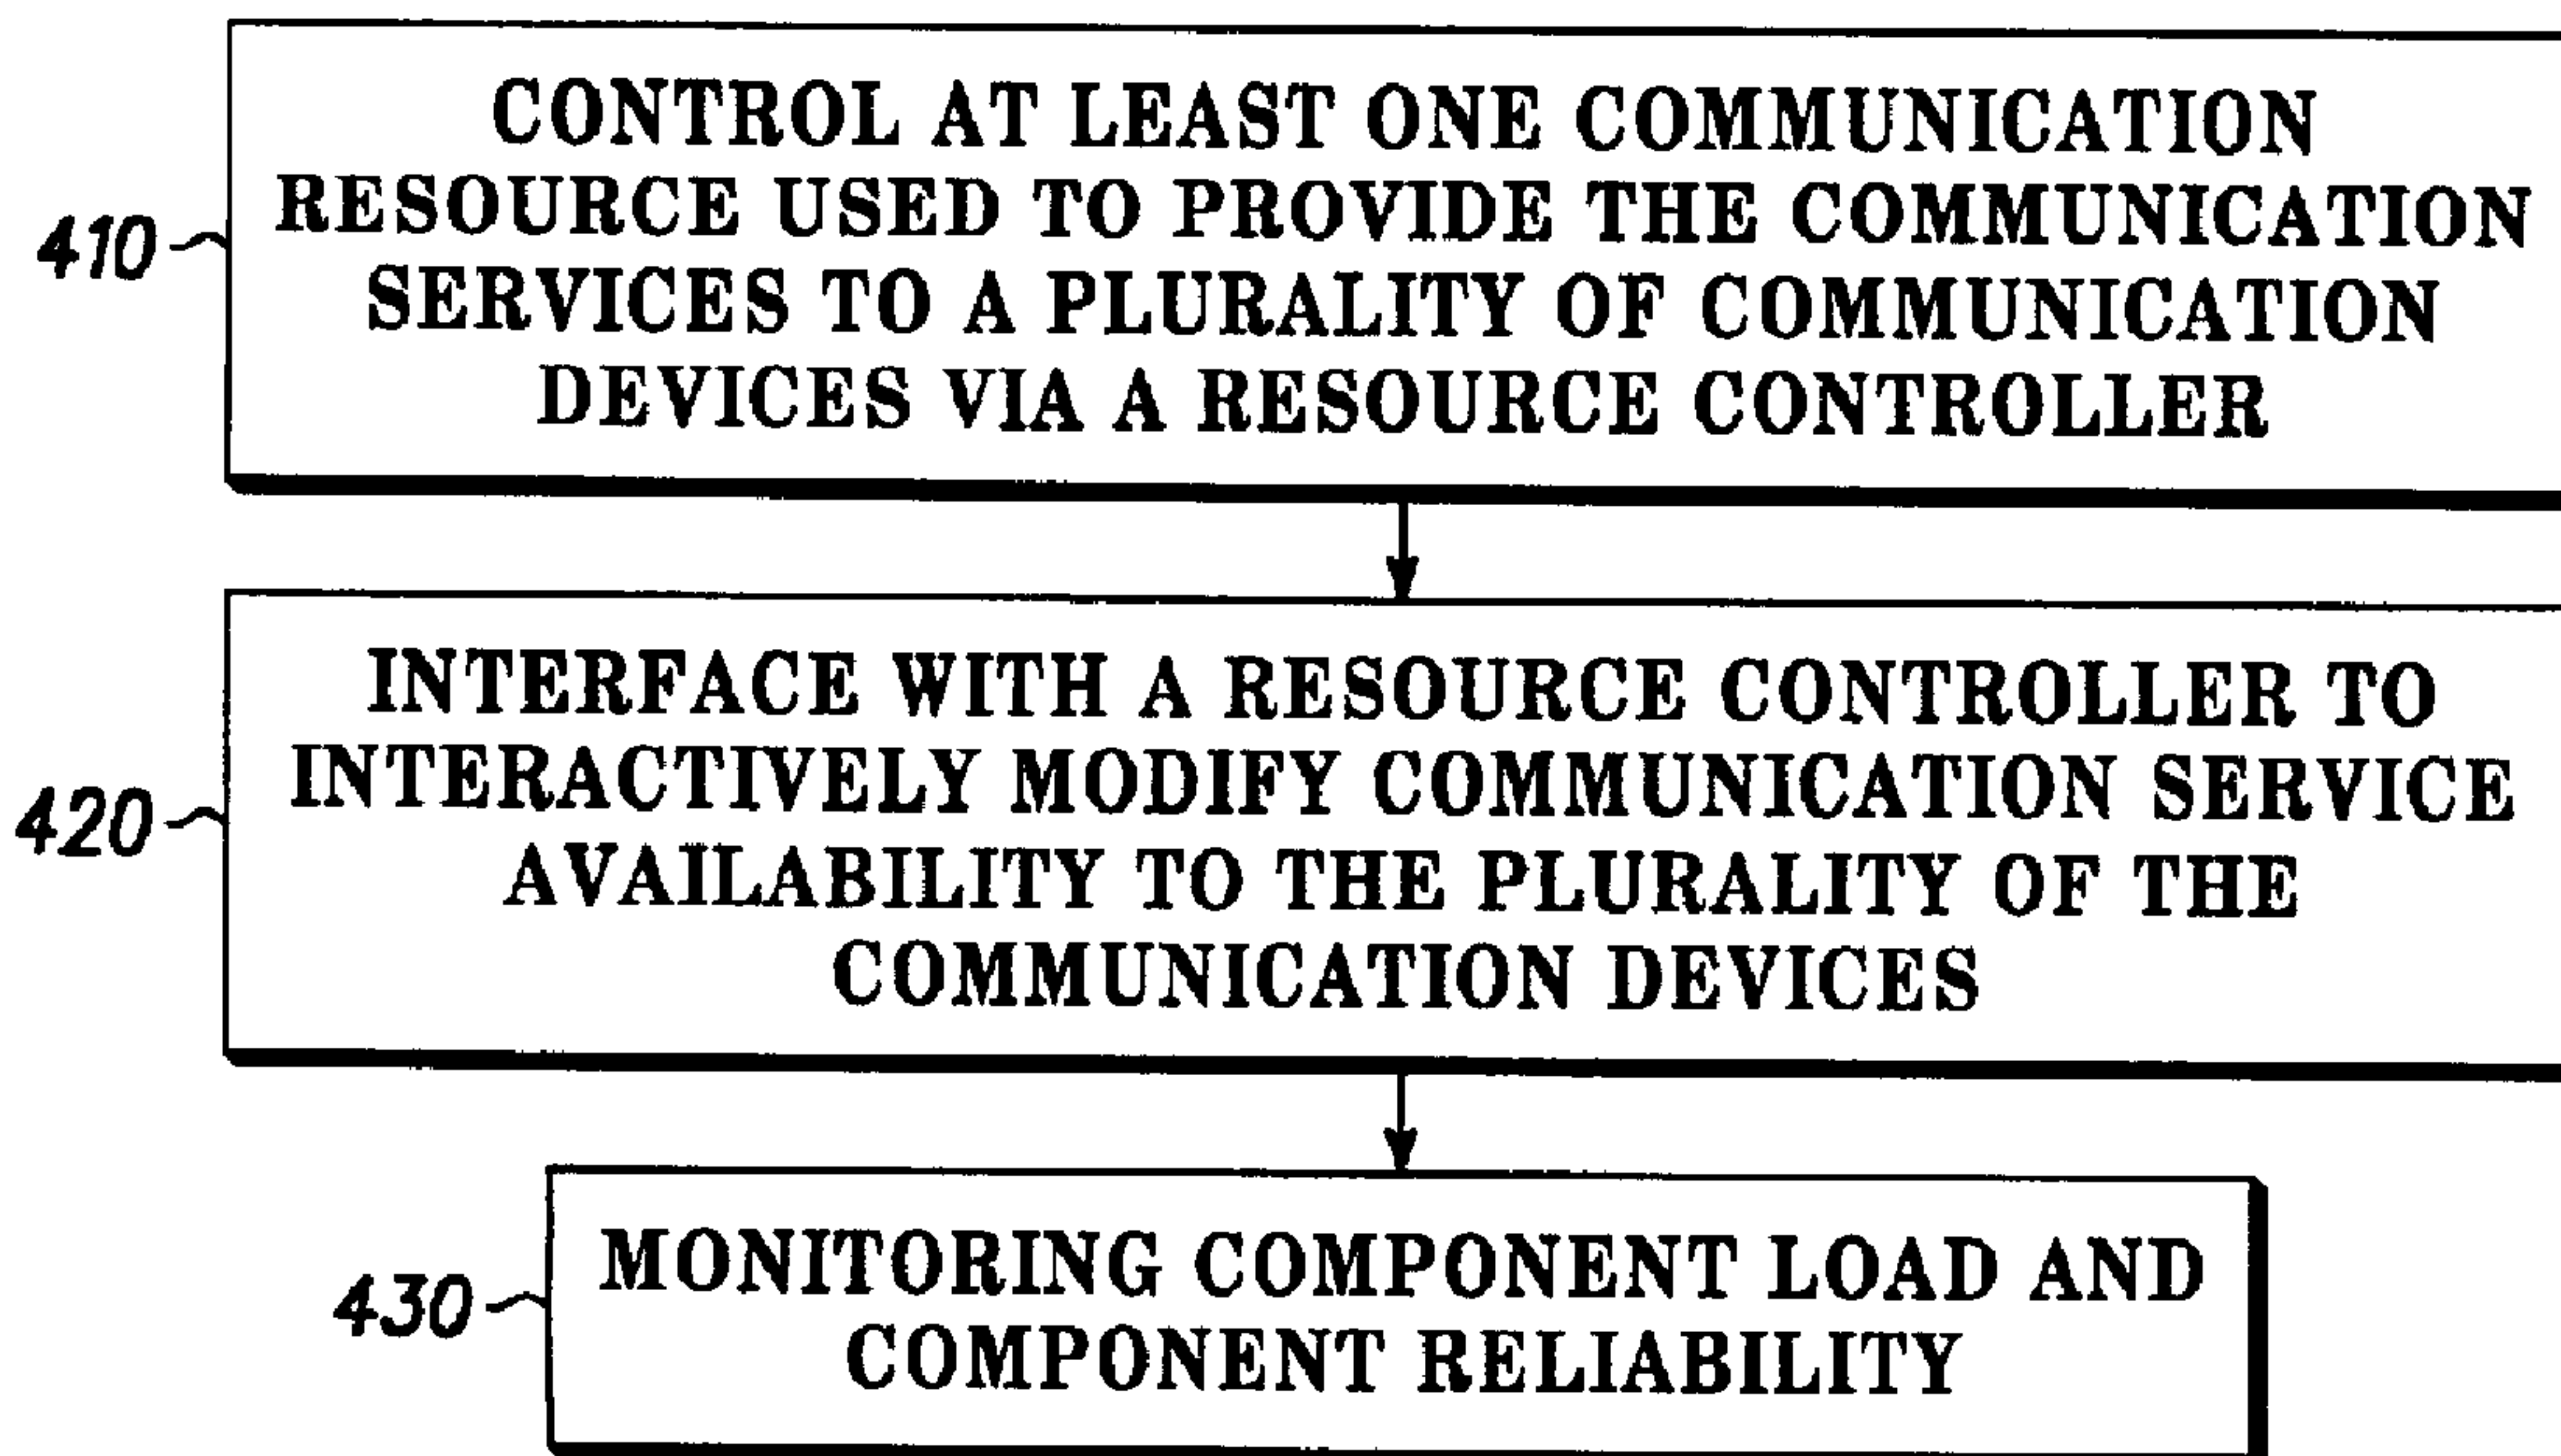 CONTROL AT LEAST ONE COMMUNICATION
RESOURCE USED TO PROVIDE THE COMMUNICATION
SERVICES TO A PLURALITY OF COMMUNICATION
DEVICES VIA A RESOURCE CONTROLLER
410
INTERFACE WITH A RESOURCE CONTROLLER TO
INTERACTIVELY MODIFY COMMUNICATION SERVICE
AVAILABILITY TO THE PLURALITY OF THE
COMMUNICATION DEVICES
420
MONITORING COMPONENT LOAD AND
COMPONENT RELIABILITY
430